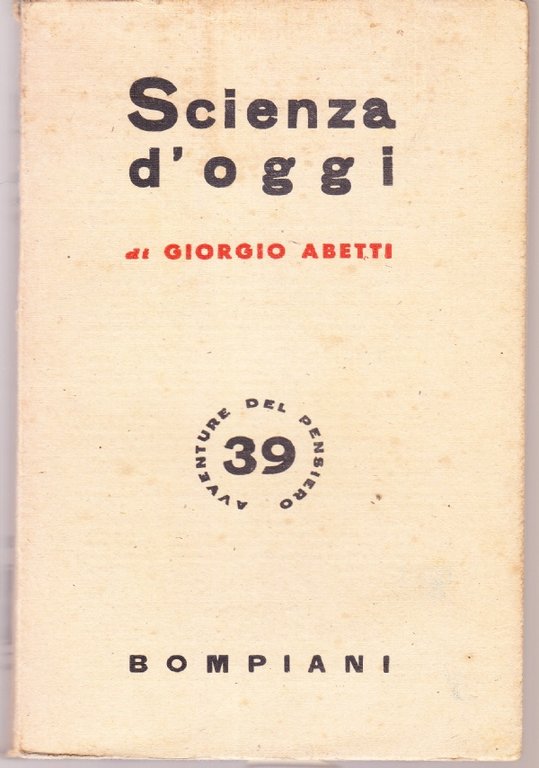 Scienza
d'oggi
di GIORGIO ABETTI
AVVENTURE DEL PENSIERO
39
BOMPIANI